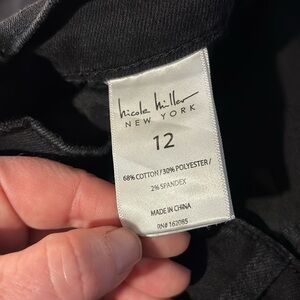 nicole miller
NEW YORK
12
68% COTTON / 30% POLYESTER /
2% SPANDEX
MADE IN CHINA
RN# 162085